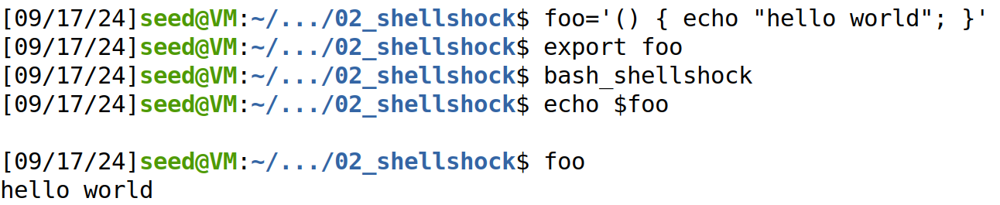 [09/17/24]seed@VM:~/.../02_shellshock$ foo='() { echo "hello world"; }'
[09/17/24]seed@VM:~/.../02_shellshock$ export foo
[09/17/24]seed@VM:~/.../02_shellshock$ bash_shellshock
[09/17/24]seed@VM:~/.../02_shellshock$ echo $foo

[09/17/24]seed@VM:~/.../02_shellshock$ foo
hello world